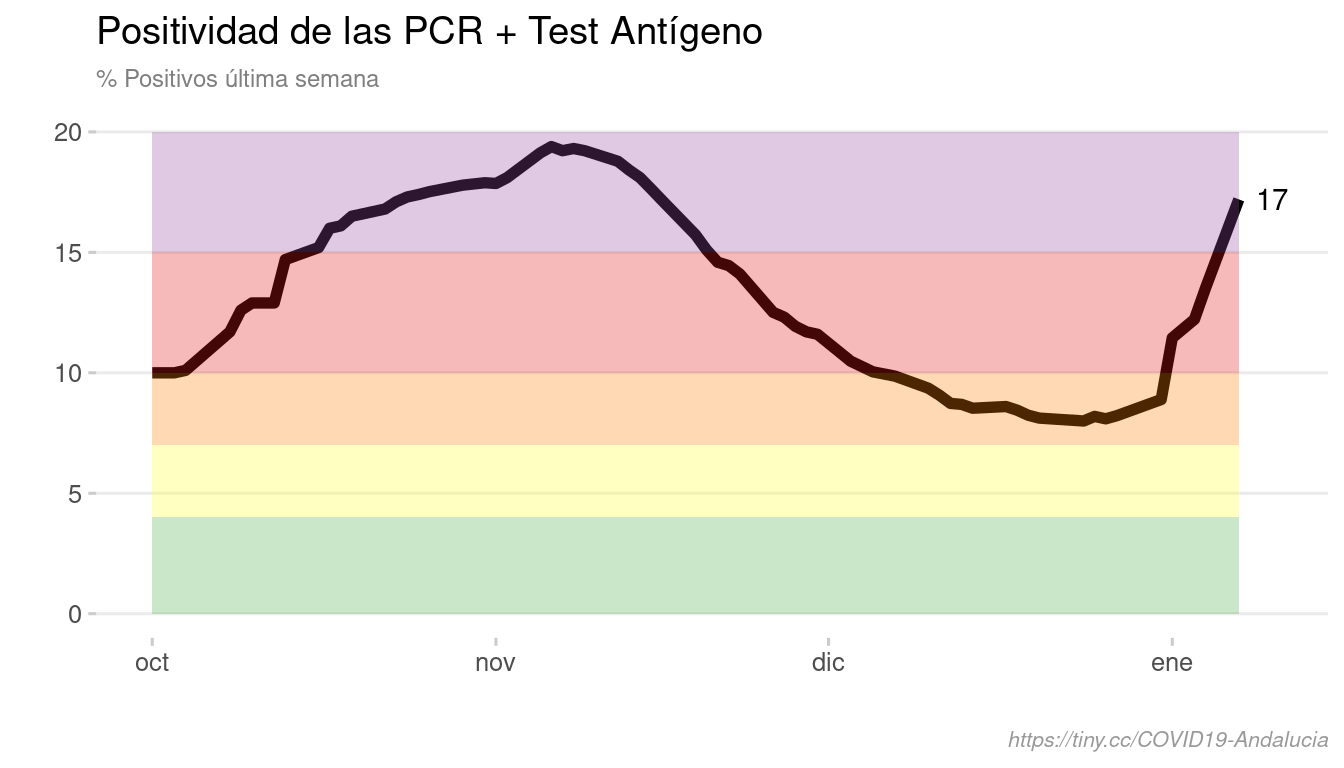 Positividad de las PCR + Test Antígeno
% Positivos última semana
20
15
10
5
0
17
oct nov dic ene
https://tiny.cc/COVID19-Andalucia